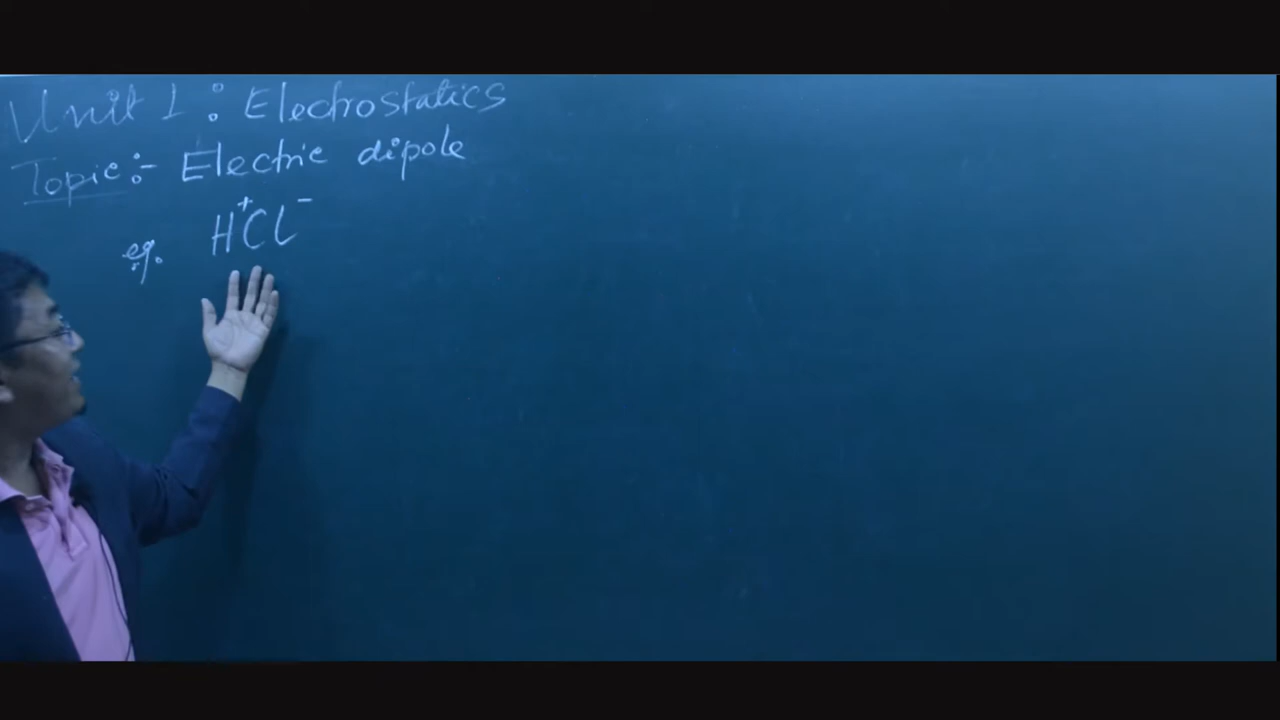 Unit 1 : Electrostatics
Topic :- Electric dipole
eg. H⁺Cl⁻